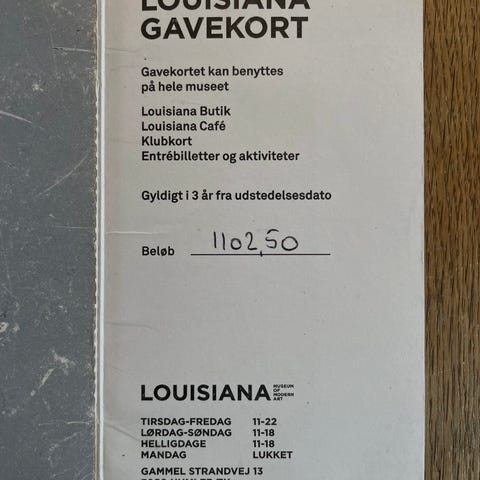 LOUISIANA
GAVEKORT
Gavekortet kan benyttes
på hele museet
Louisiana Butik
Louisiana Café
Klubkort
Entrébilletter og aktiviteter
Gyldigt i 3 år fra udstedelsesdato
Beløb 1102,50
LOUISIANA MUSEUM OF MODERN ART
TIRSDAG-FREDAG 11-22
LØRDAG-SØNDAG 11-18
HELLIGDAGE 11-18
MANDAG LUKKET
GAMMEL STRANDVEJ 13